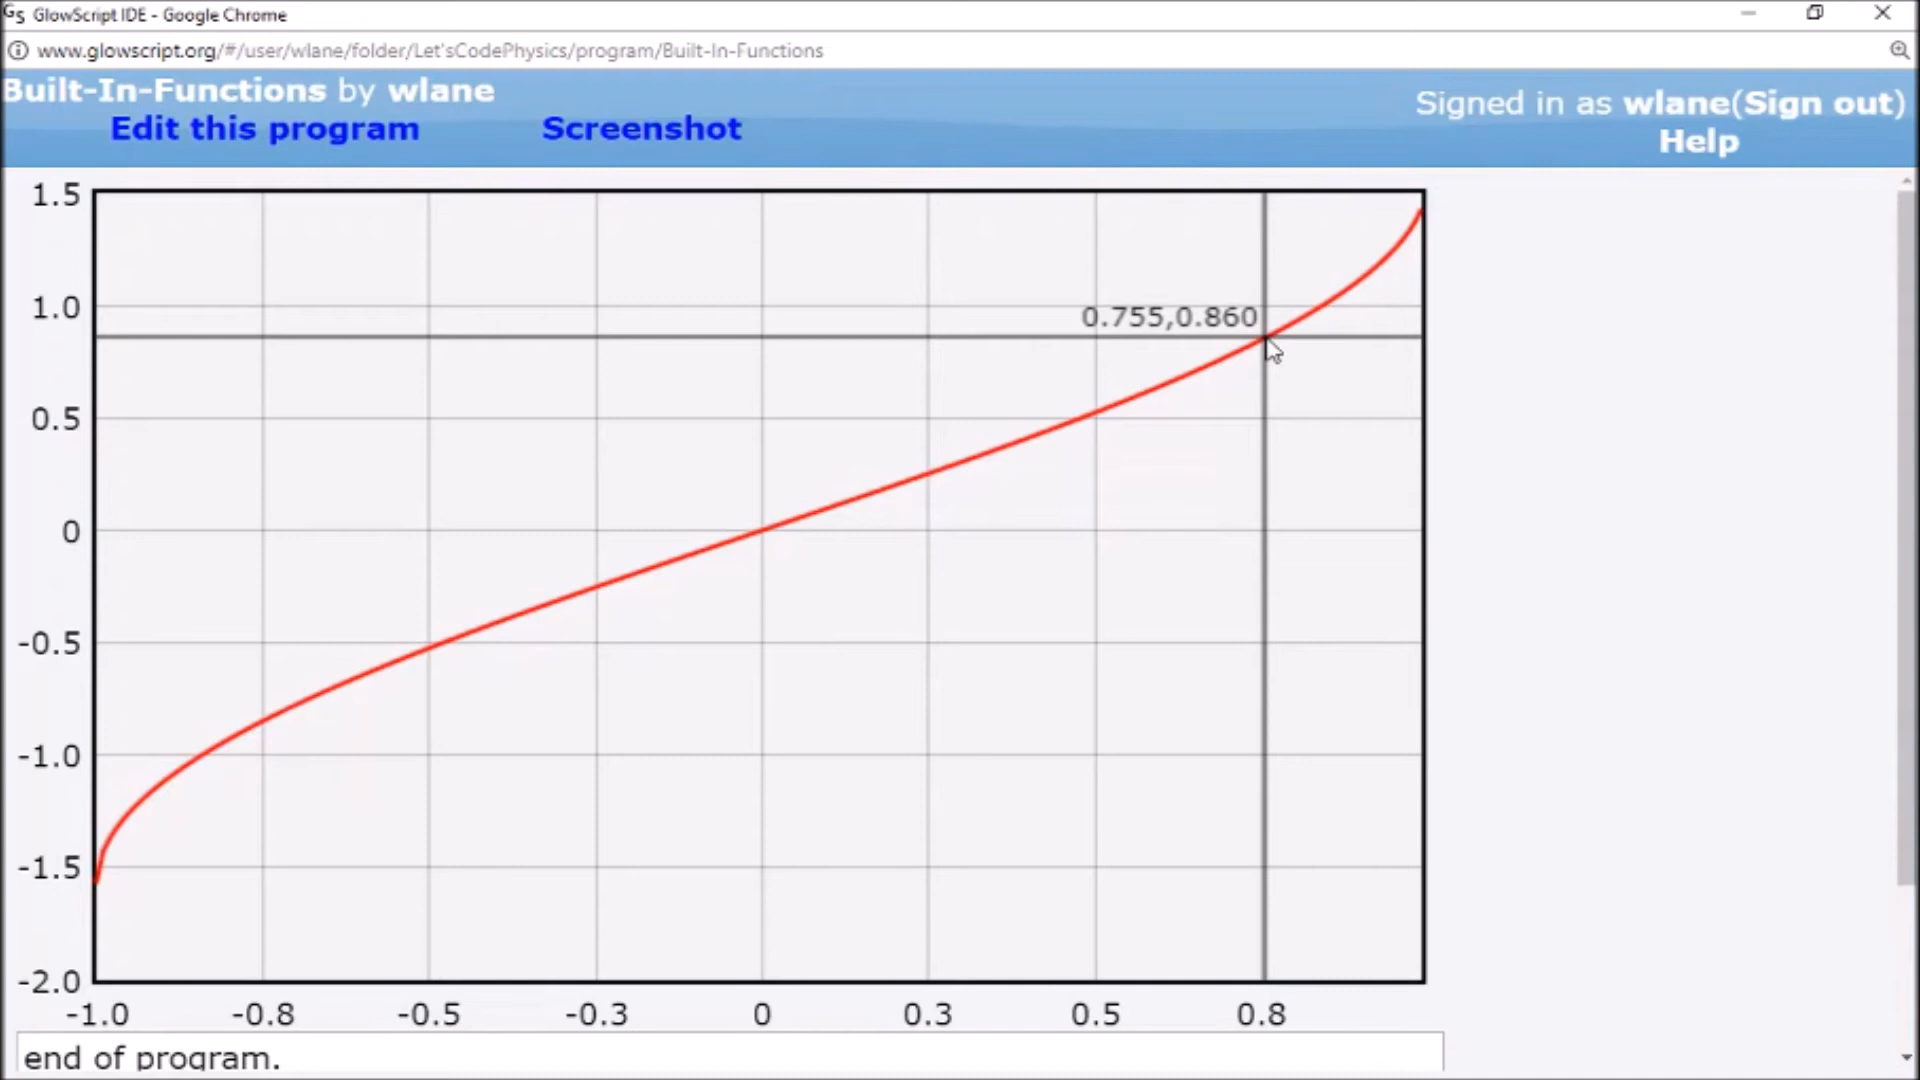 GS GlowScript IDE - Google Chrome
www.glowscript.org/#/user/wlane/folder/Let'sCodePhysics/program/Built-In-Functions
Built-In-Functions by wlane
Signed in as wlane(Sign out)
Edit this program Screenshot
Help
1.5
1.0
0.755,0.860
0.5
0
-0.5
-1.0
-1.5
-2.0
-1.0 -0.8 -0.5 -0.3 0 0.3 0.5 0.8
end of program.